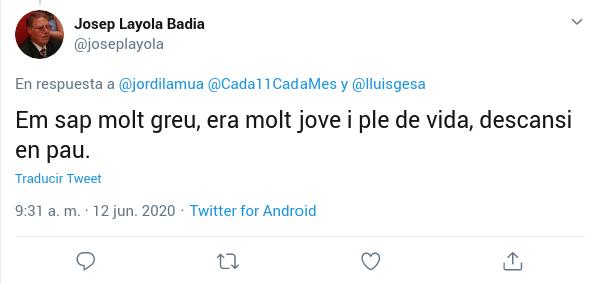 Josep Layola Badia
@joseplayola
En respuesta a @jordilamua @Cada11CadaMes y @lluisgesa
Em sap molt greu, era molt jove i ple de vida, descansi
en pau.
Traducir Tweet
9:31 a. m. · 12 jun. 2020 · Twitter for Android